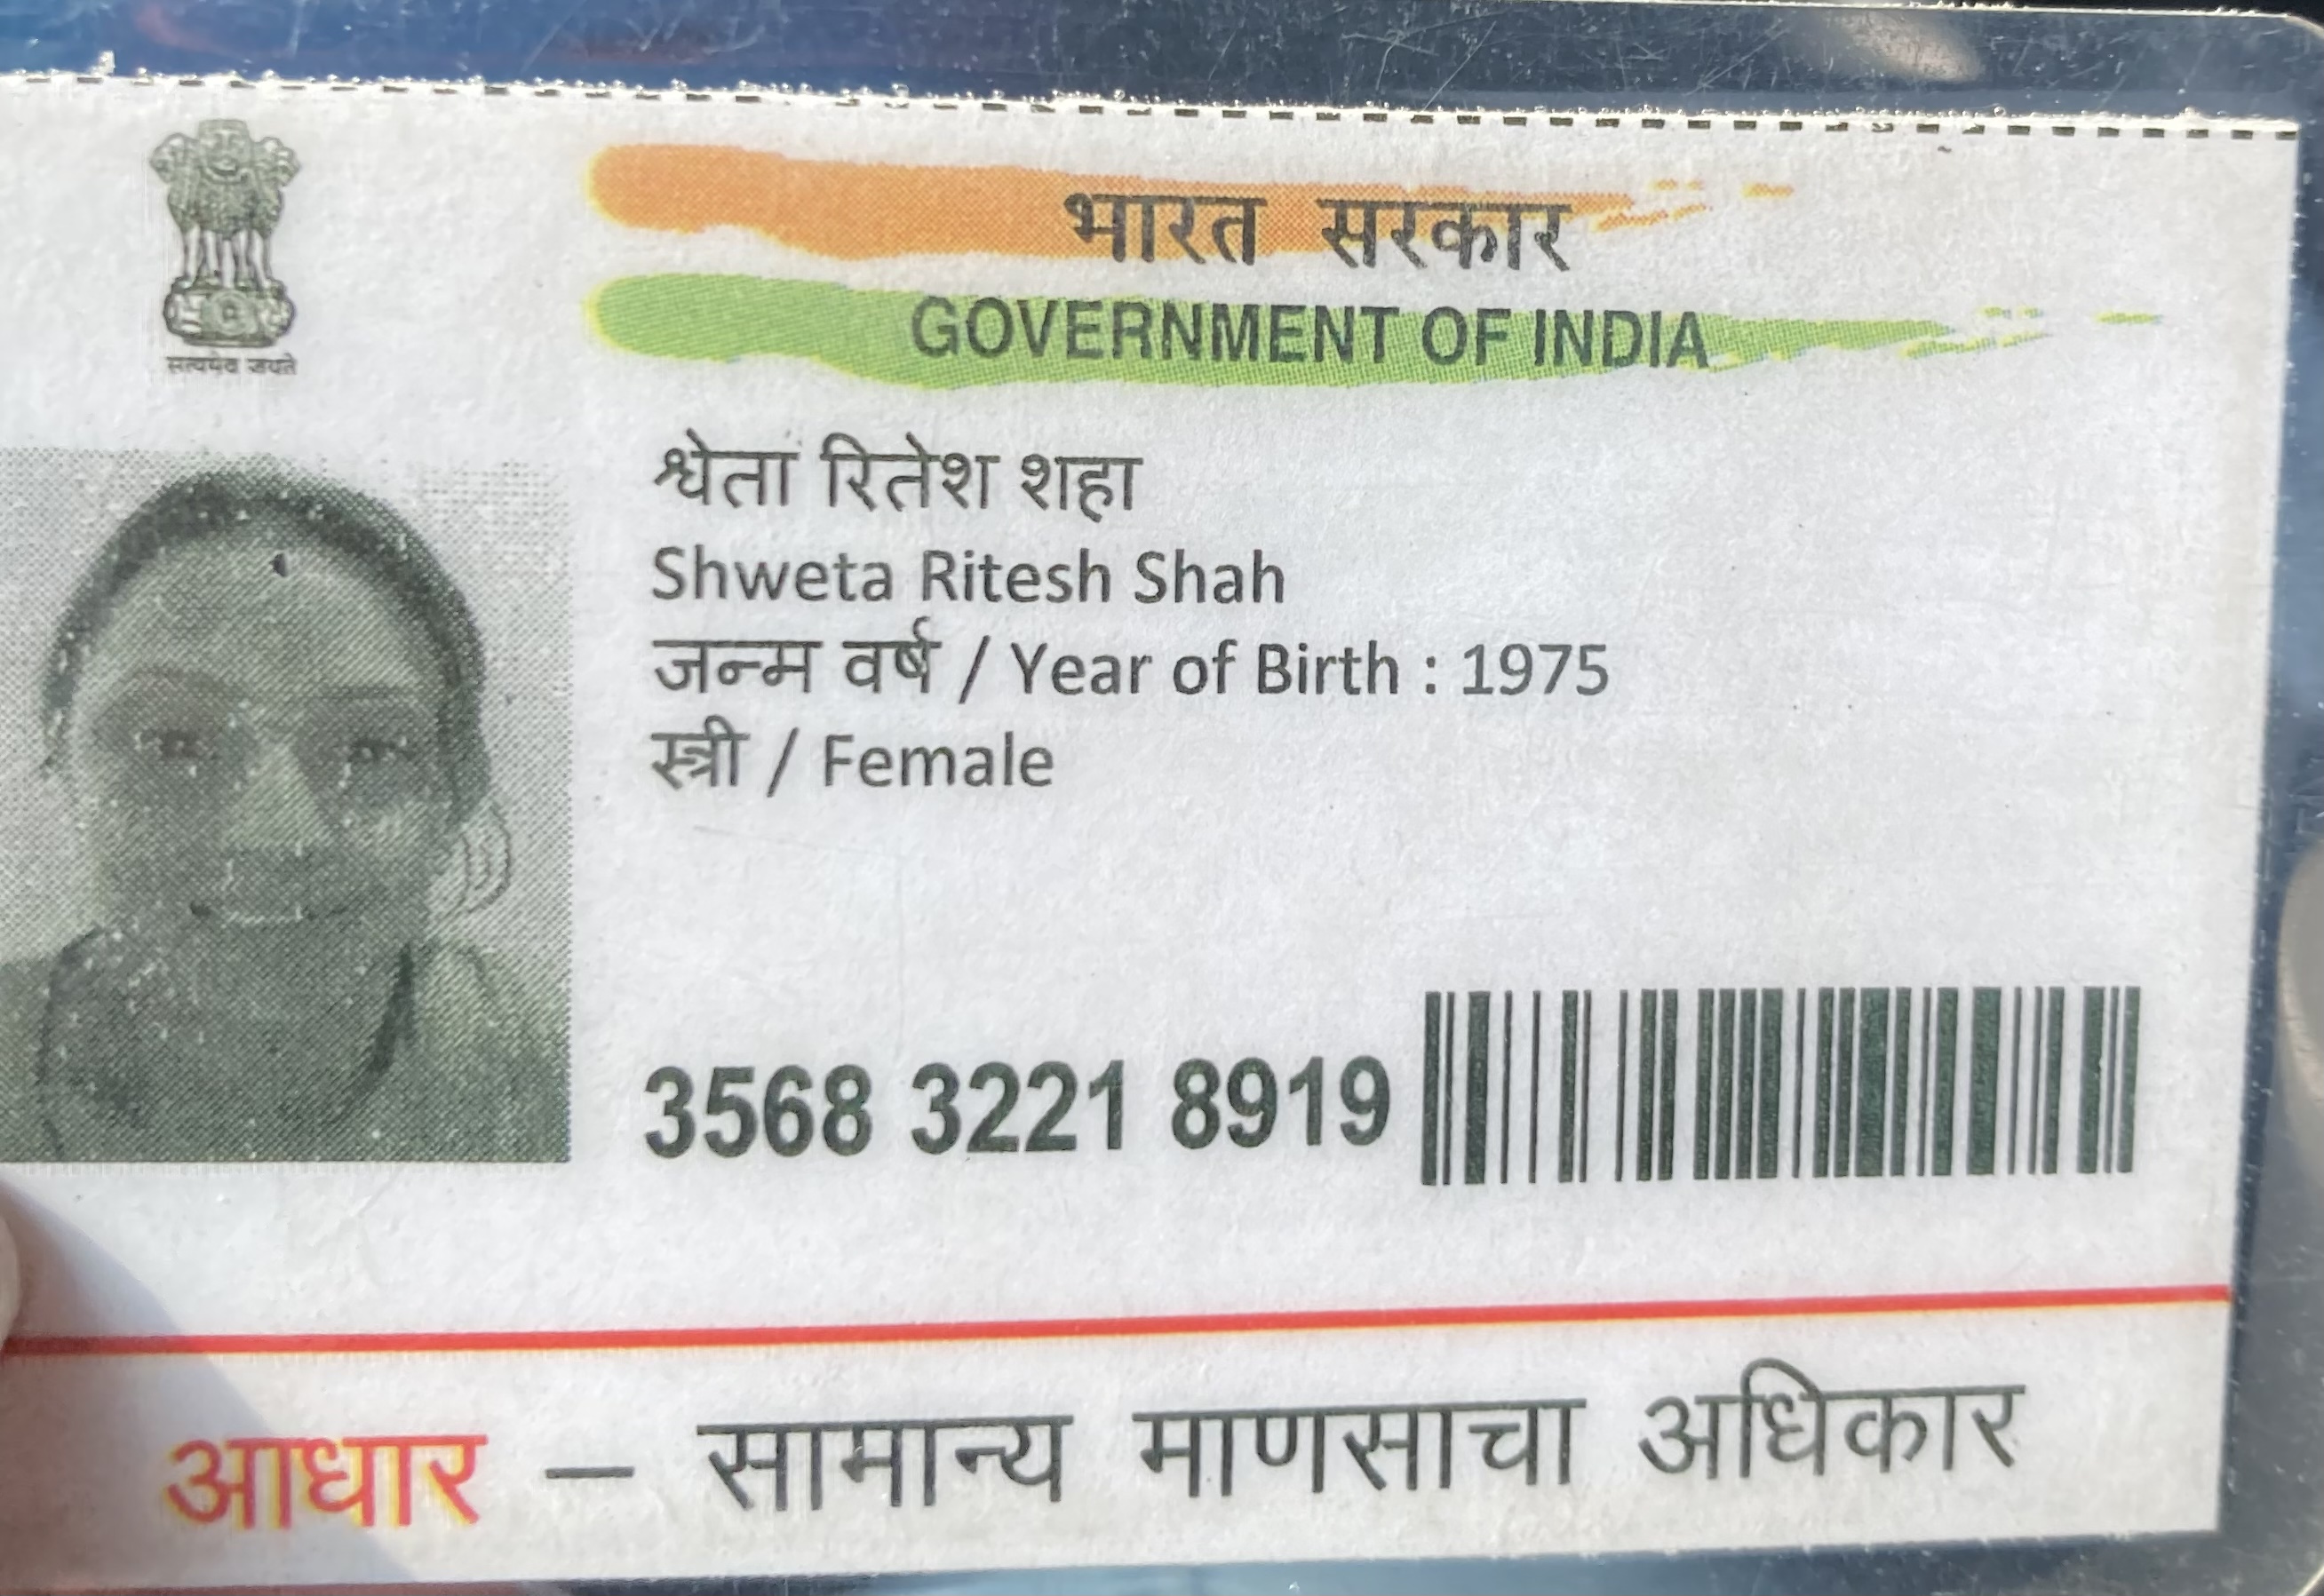 सत्यमेव जयते
भारत सरकार
GOVERNMENT OF INDIA
श्वेता रितेश शहा
Shweta Ritesh Shah
जन्म वर्ष / Year of Birth : 1975
स्त्री / Female
3568 3221 8919
आधार – सामान्य माणसाचा अधिकार